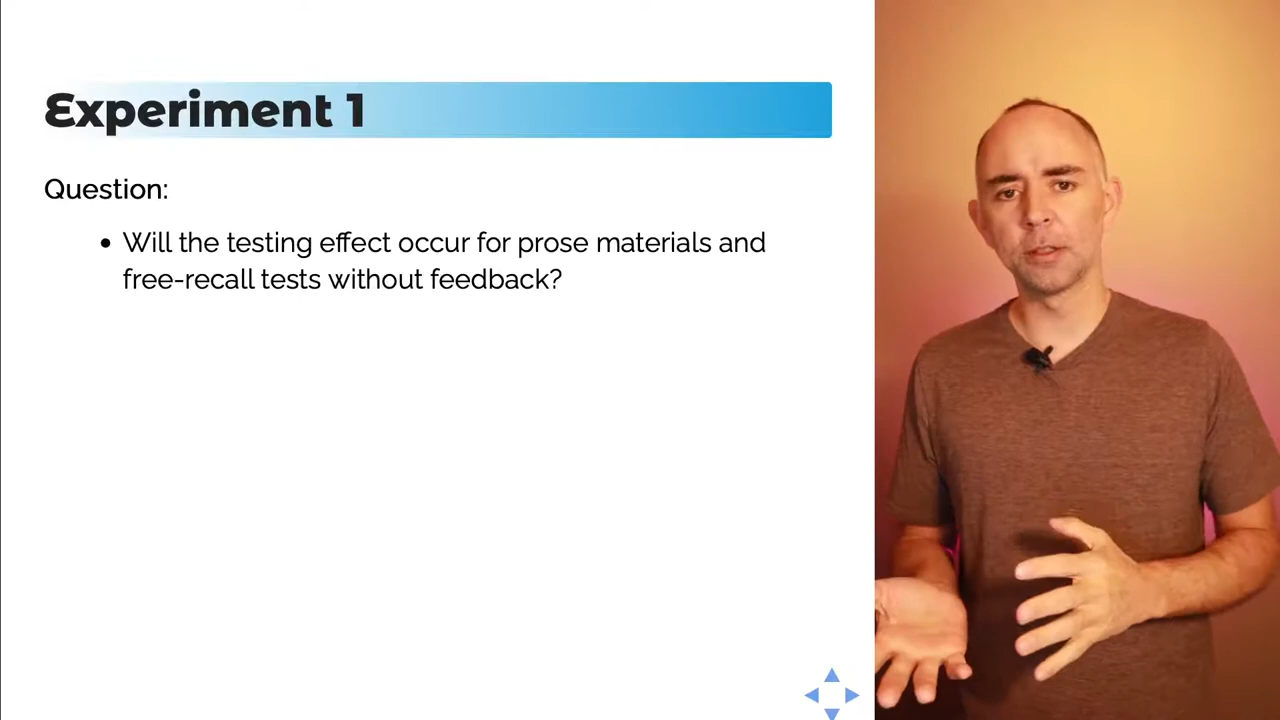 Experiment 1
Question:
• Will the testing effect occur for prose materials and
free-recall tests without feedback?